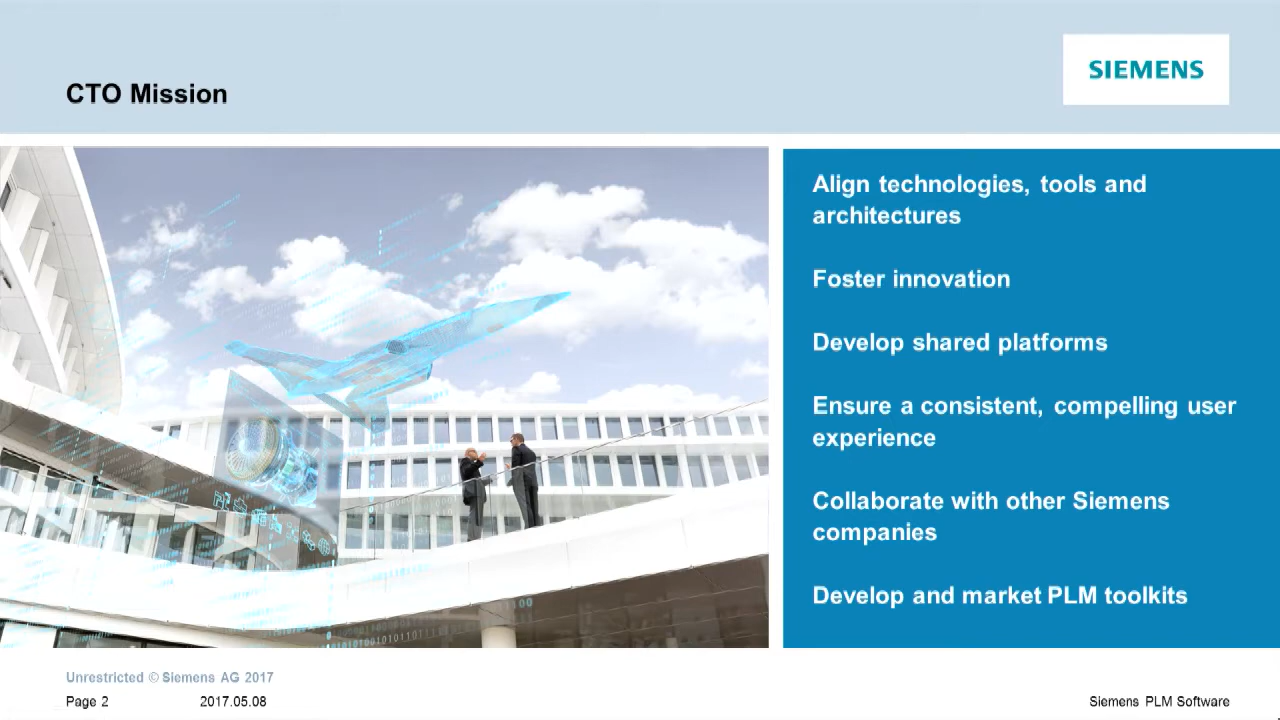 CTO Mission
SIEMENS
Align technologies, tools and
architectures
Foster innovation
Develop shared platforms
Ensure a consistent, compelling user
experience
Collaborate with other Siemens
companies
Develop and market PLM toolkits
Unrestricted © Siemens AG 2017
Page 2
2017.05.08
Siemens PLM Software